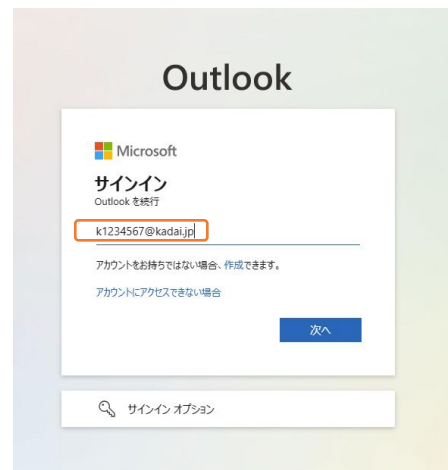 Outlook
Microsoft
サインイン
Outlook を続行
k1234567@kadai.jp
アカウントをお持ちではない場合、作成できます。
アカウントにアクセスできない場合
次へ
サインイン オプション